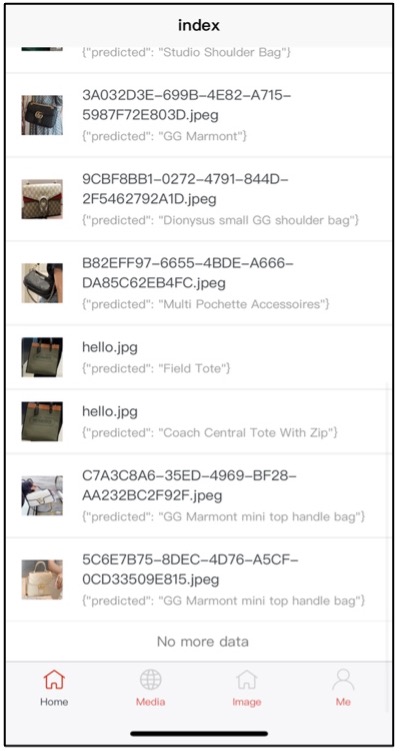 index
{"predicted": "Studio Shoulder Bag"}
3A032D3E-699B-4E82-A715-
5987F72E803D.jpeg
{"predicted": "GG Marmont"}
9CBF8BB1-0272-4791-844D-
2F5462792A1D.jpeg
{"predicted": "Dionysus small GG shoulder bag"}
B82EFF97-6655-4BDE-A666-
DA85C62EB4FC.jpeg
{"predicted": "Multi Pochette Accessoires"}
hello.jpg
{"predicted": "Field Tote"}
hello.jpg
{"predicted": "Coach Central Tote With Zip"}
C7A3C8A6-35ED-4969-BF28-
AA232BC2F92F.jpeg
{"predicted": "GG Marmont mini top handle bag"}
5C6E7B75-8DEC-4D76-A5CF-
0CD33509E815.jpeg
{"predicted": "GG Marmont mini top handle bag"}
No more data
Home Media Image Me